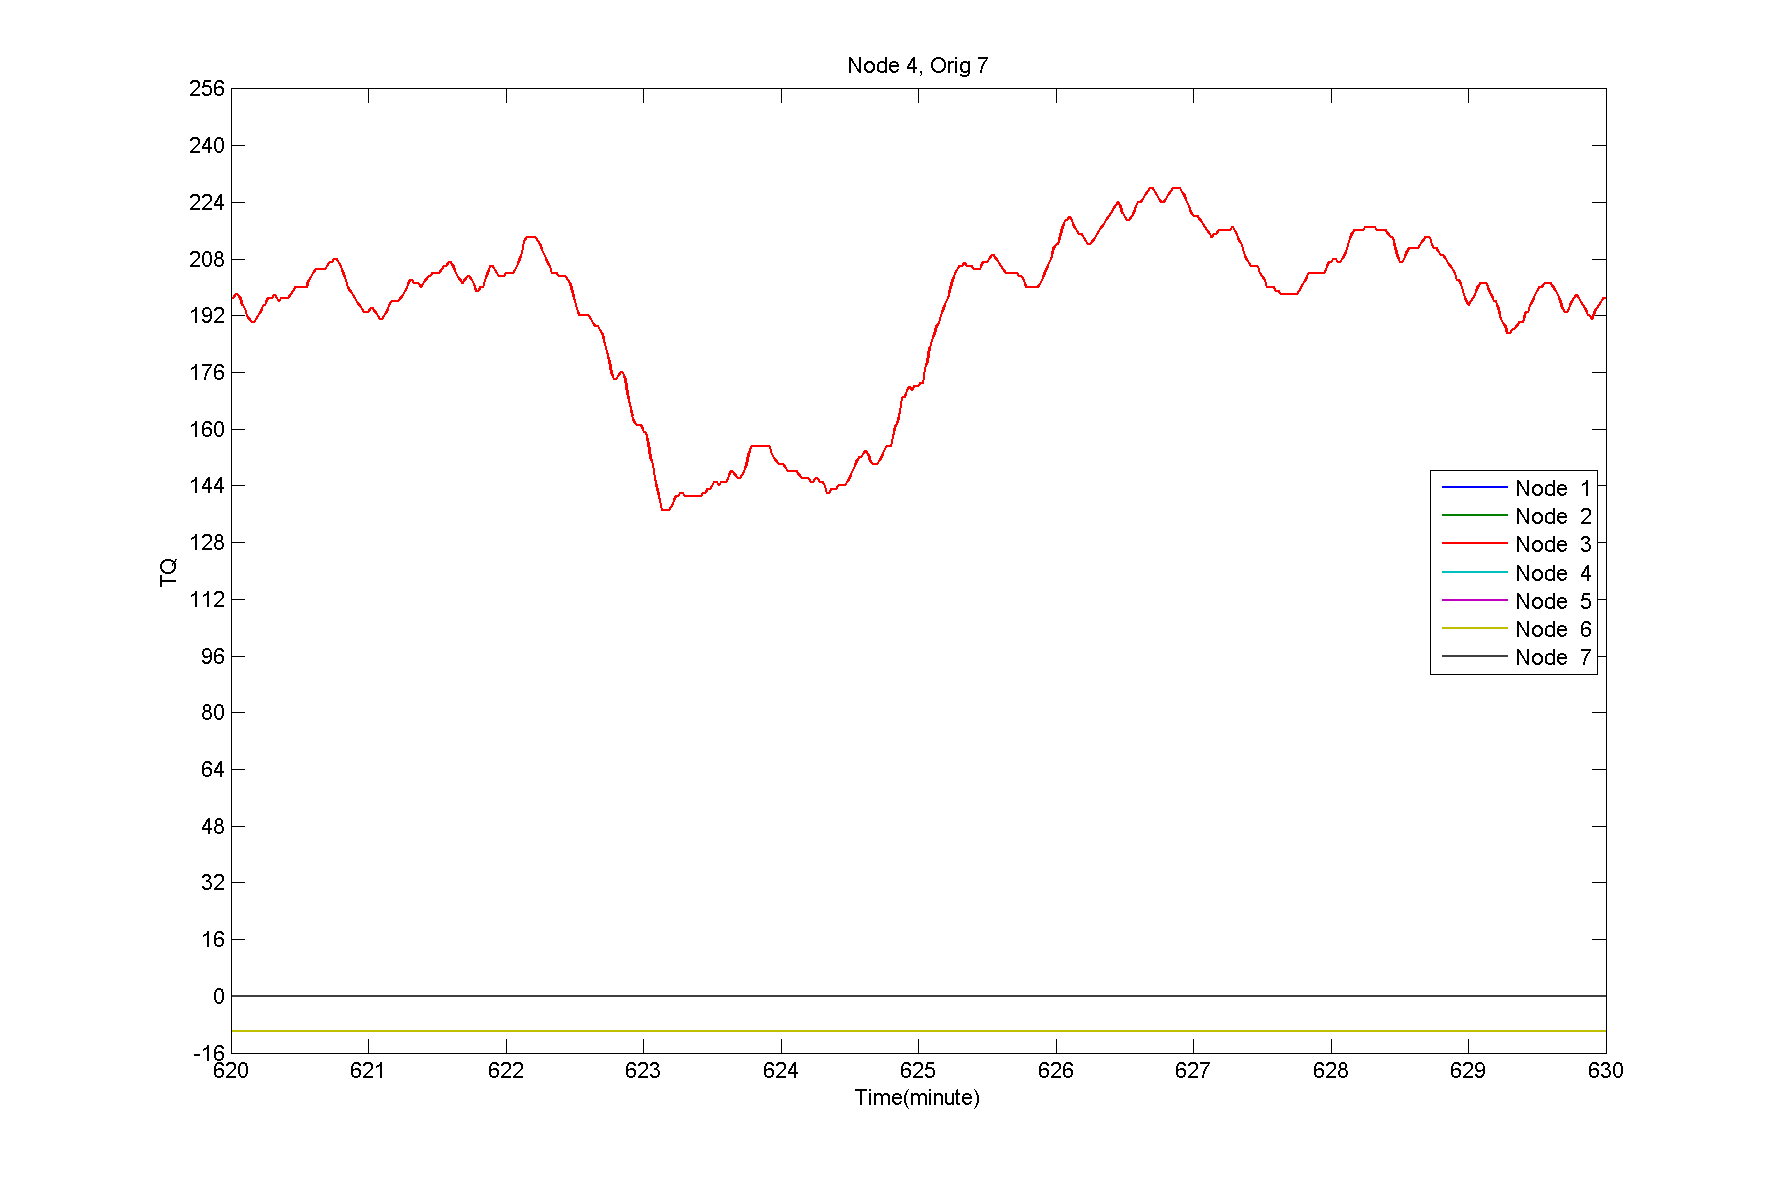 Node 4, Orig 7
256
240
224
208
192
176
160
144
128
112
96
80
64
48
32
16
0
-16
TQ
Node 1
Node 2
Node 3
Node 4
Node 5
Node 6
Node 7
620 621 622 623 624 625 626 627 628 629 630
Time(minute)